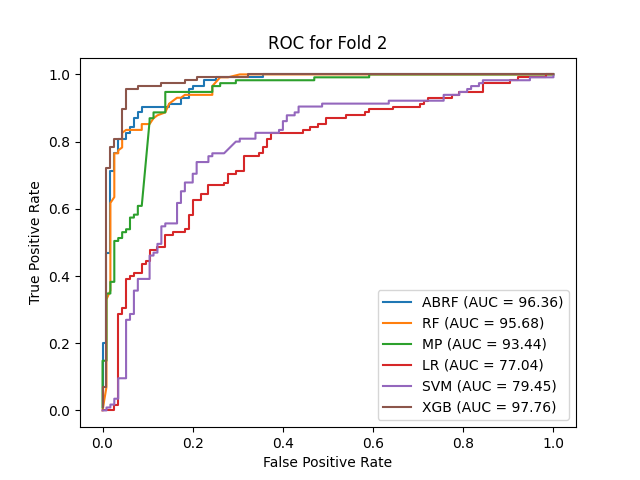 ROC for Fold 2
True Positive Rate
1.0
0.8
0.6
0.4
0.2
0.0
ABRF (AUC = 96.36)
RF (AUC = 95.68)
MP (AUC = 93.44)
LR (AUC = 77.04)
SVM (AUC = 79.45)
XGB (AUC = 97.76)
0.0 0.2 0.4 0.6 0.8 1.0
False Positive Rate